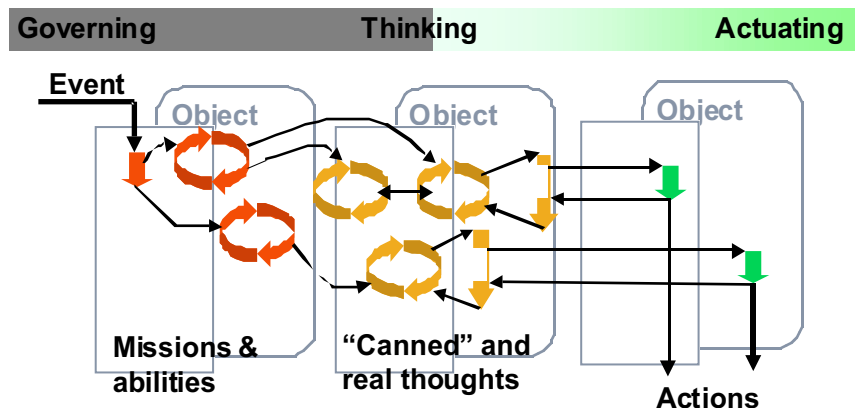 Governing Thinking Actuating
Event
Object
Object
Object
Missions &
abilities
“Canned” and
real thoughts
Actions